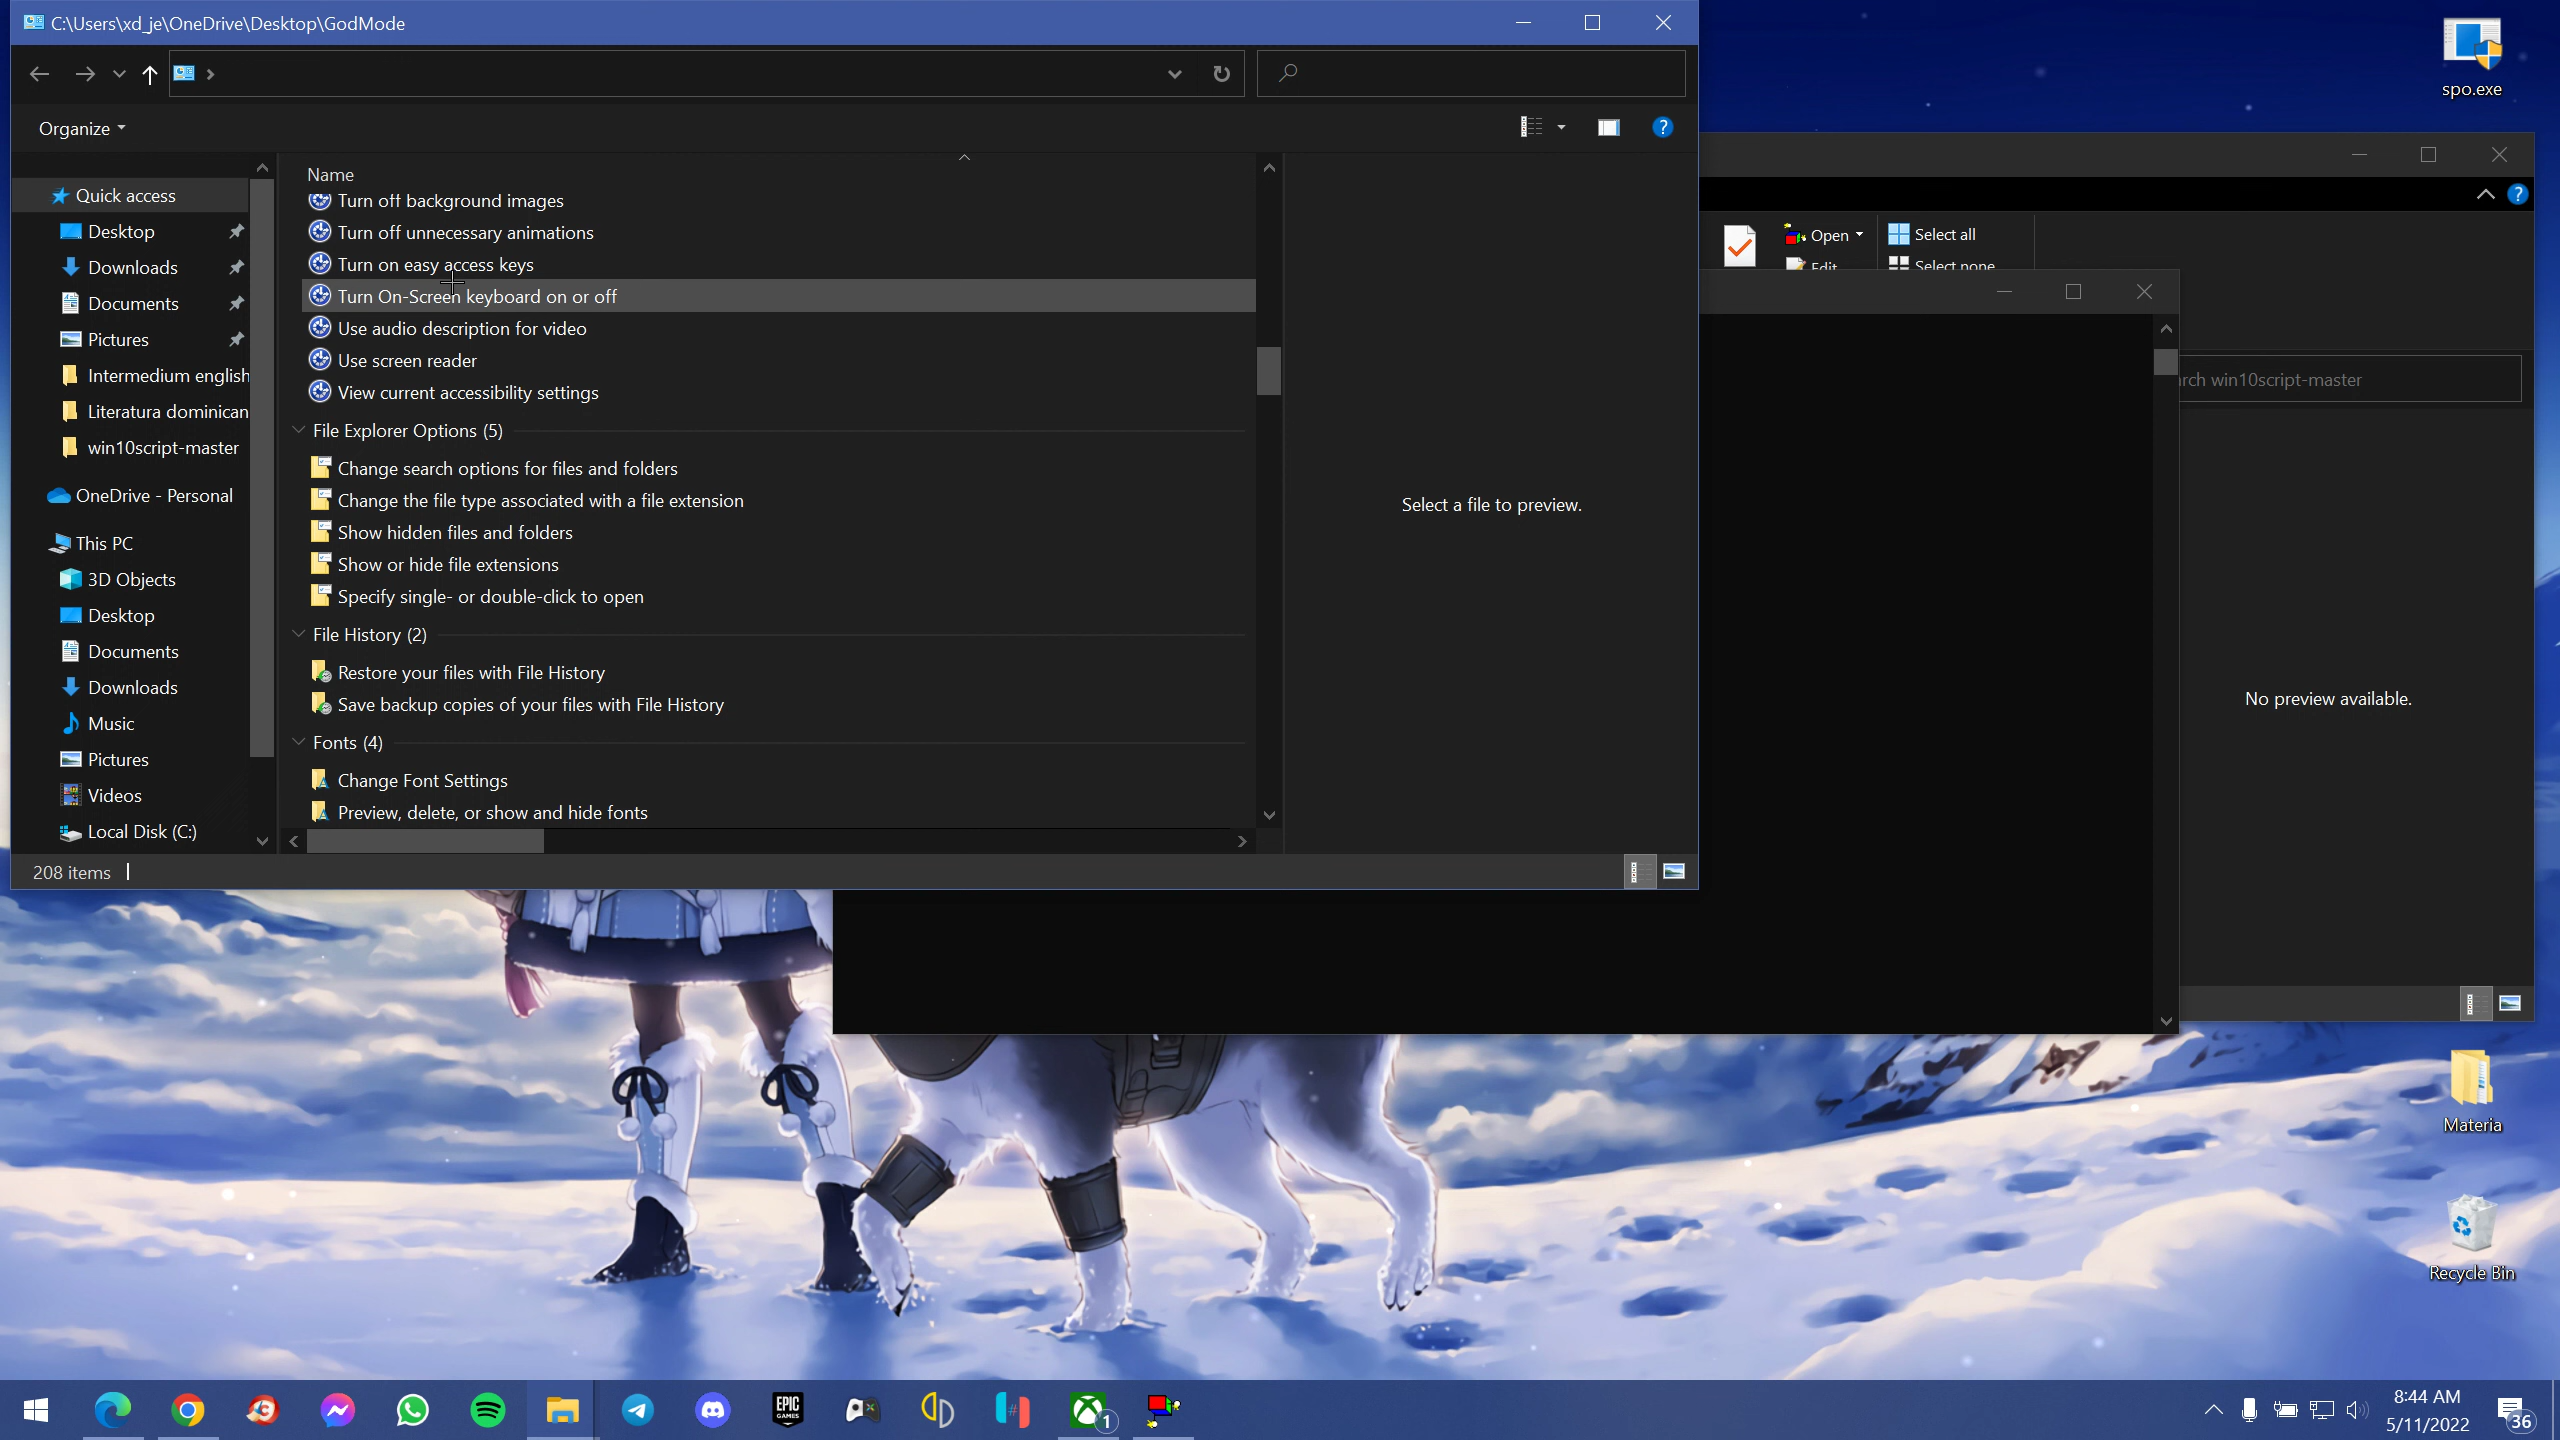 C:\Users\xd_je\OneDrive\Desktop\GodMode
Organize
Quick access
Desktop
Downloads
Documents
Pictures
Intermedium english
Literatura dominican
win10script-master
OneDrive - Personal
This PC
3D Objects
Desktop
Documents
Downloads
Music
Pictures
Videos
Local Disk (C:)
Name
Turn off background images
Turn off unnecessary animations
Turn on easy access keys
Turn On-Screen keyboard on or off
Use audio description for video
Use screen reader
View current accessibility settings
File Explorer Options (5)
Change search options for files and folders
Change the file type associated with a file extension
Show hidden files and folders
Show or hide file extensions
Specify single- or double-click to open
File History (2)
Restore your files with File History
Save backup copies of your files with File History
Fonts (4)
Change Font Settings
Preview, delete, or show and hide fonts
Select a file to preview.
208 items
Open
Edit
Select all
Select none
rch win10script-master
No preview available.
spo.exe
Materia
Recycle Bin
EPIC
GAMES
1
8:44 AM
5/11/2022
36